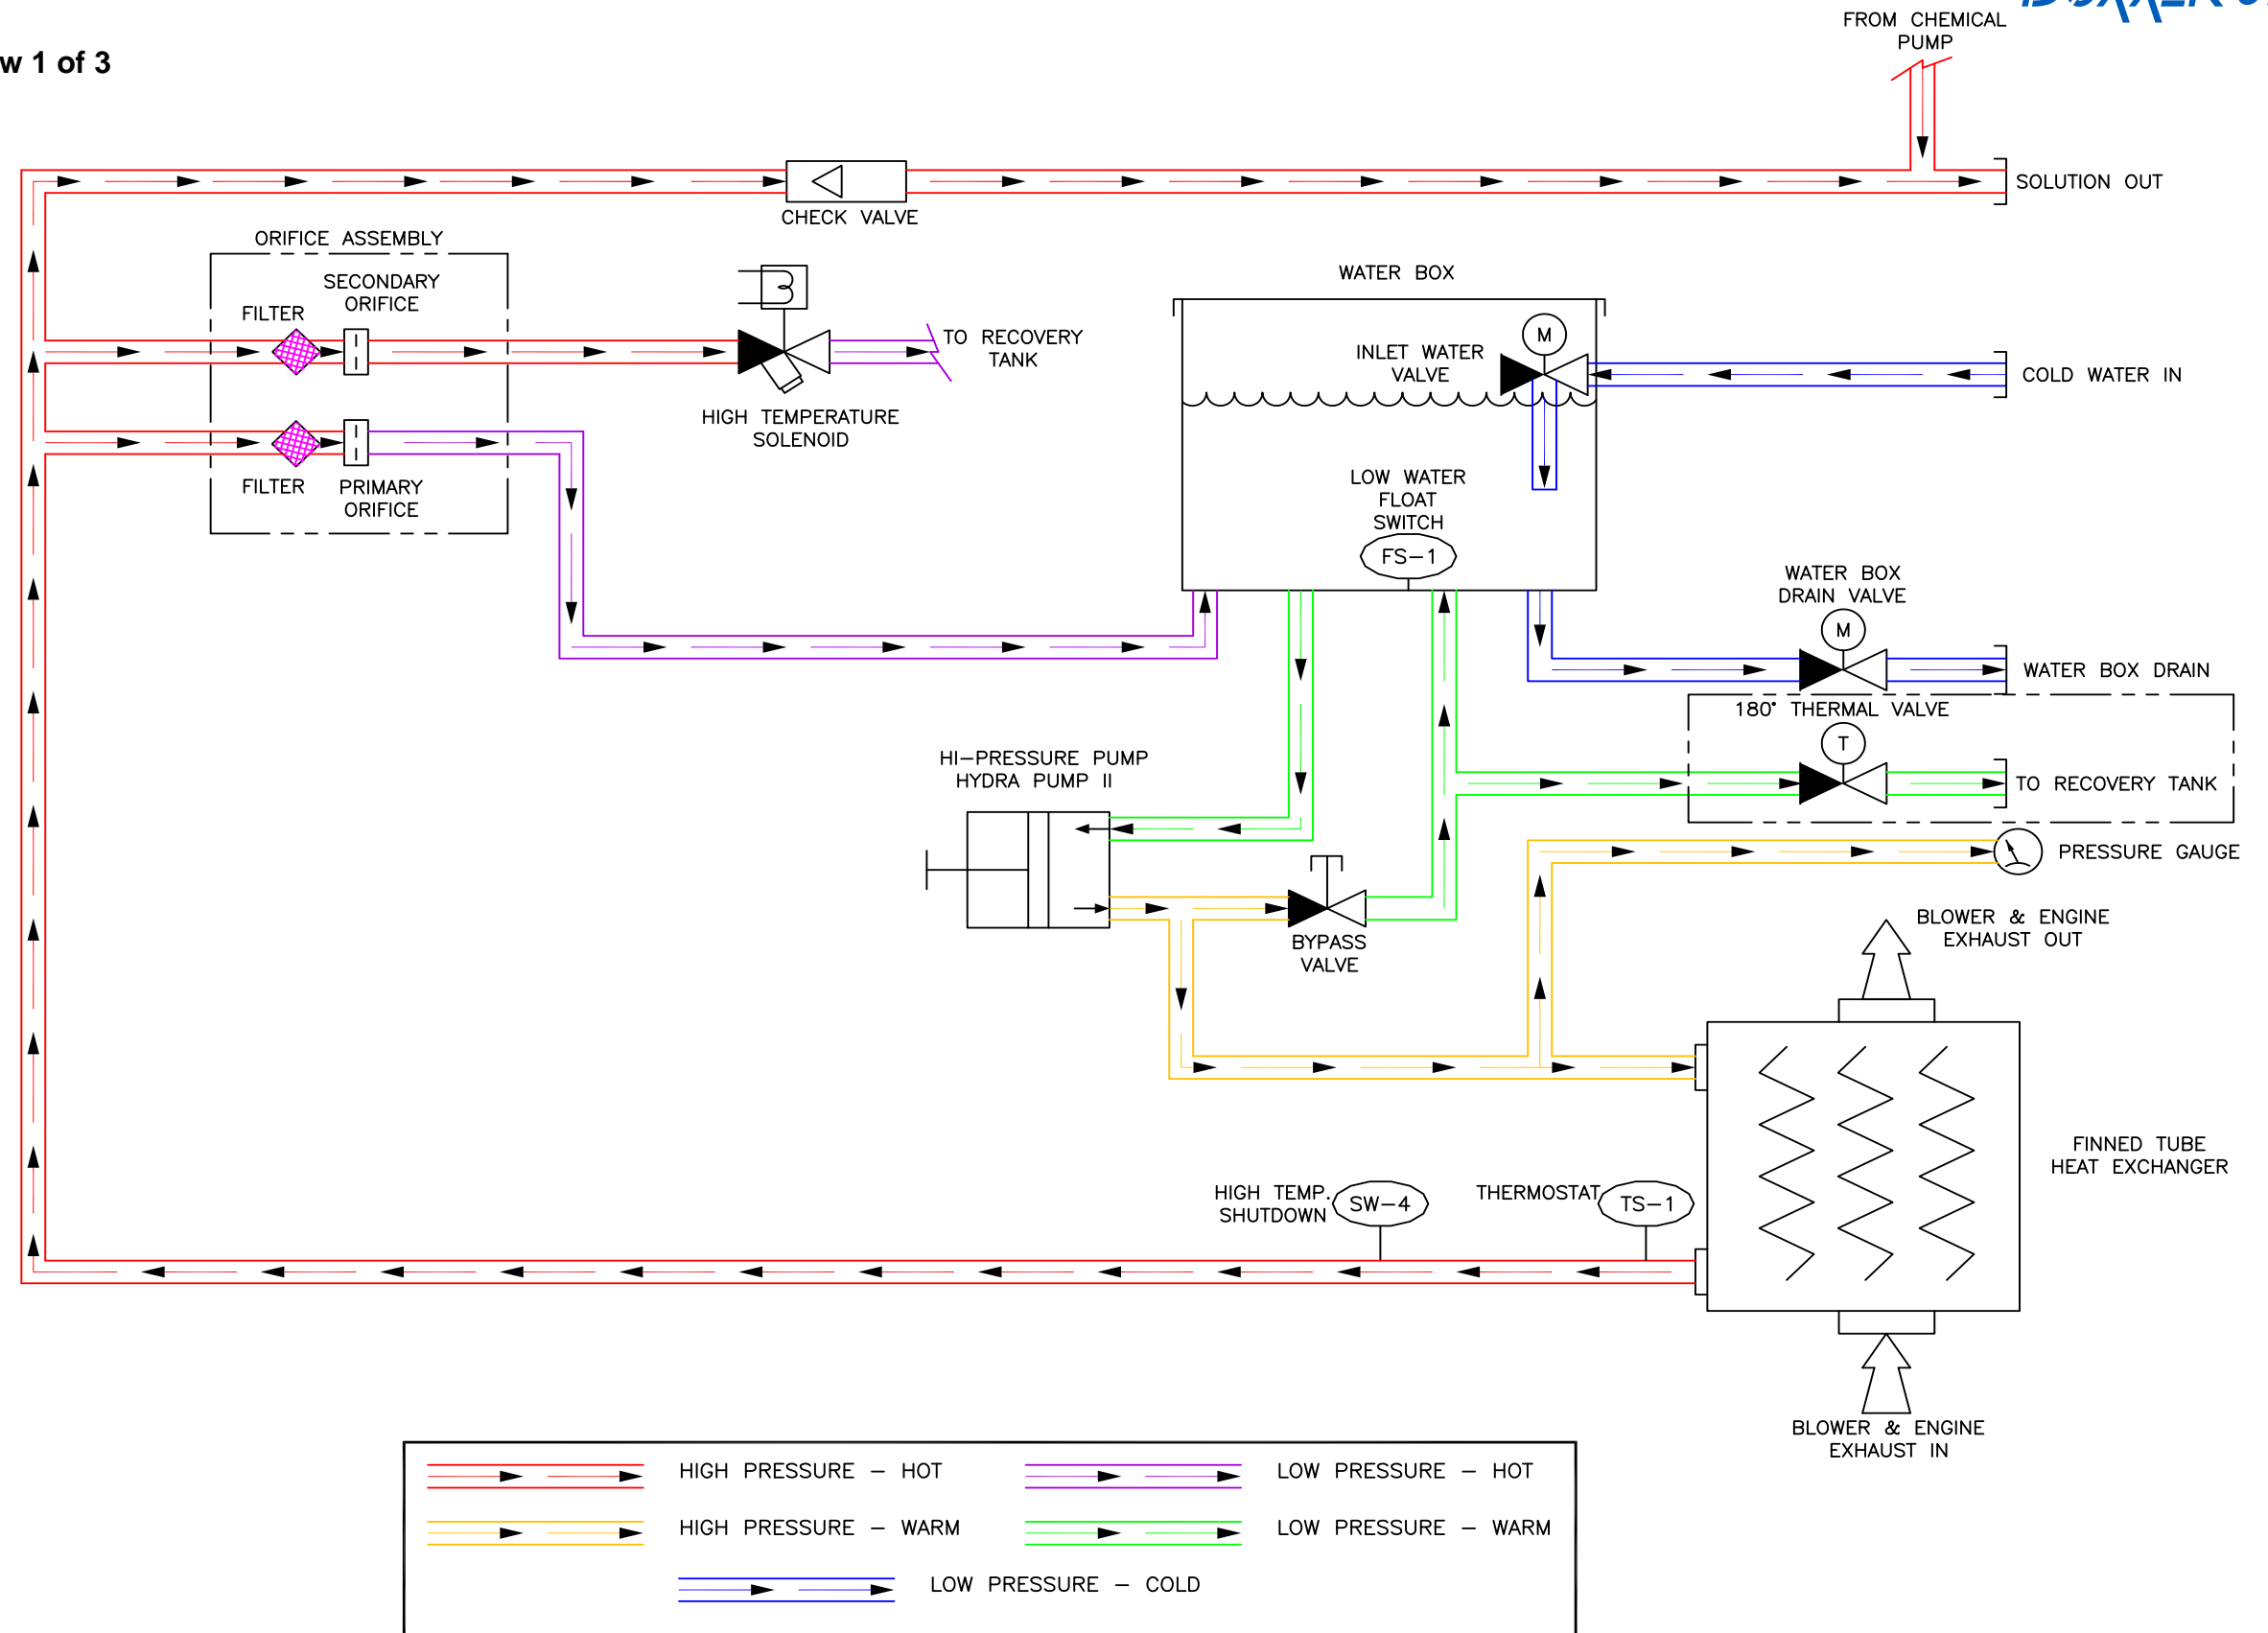 FROM CHEMICAL
PUMP
w 1 of 3
SOLUTION OUT
CHECK VALVE
ORIFICE ASSEMBLY
SECONDARY
ORIFICE
FILTER
WATER BOX
TO RECOVERY
TANK
INLET WATER
VALVE
M
COLD WATER IN
HIGH TEMPERATURE
SOLENOID
FILTER
PRIMARY
ORIFICE
LOW WATER
FLOAT
SWITCH
FS-1
WATER BOX
DRAIN VALVE
M
WATER BOX DRAIN
180° THERMAL VALVE
T
TO RECOVERY TANK
HI-PRESSURE PUMP
HYDRA PUMP II
PRESSURE GAUGE
BYPASS
VALVE
BLOWER & ENGINE
EXHAUST OUT
FINNED TUBE
HEAT EXCHANGER
HIGH TEMP.
SHUTDOWN
SW-4
THERMOSTAT
TS-1
BLOWER & ENGINE
EXHAUST IN
HIGH PRESSURE - HOT
LOW PRESSURE - HOT
HIGH PRESSURE - WARM
LOW PRESSURE - WARM
LOW PRESSURE - COLD